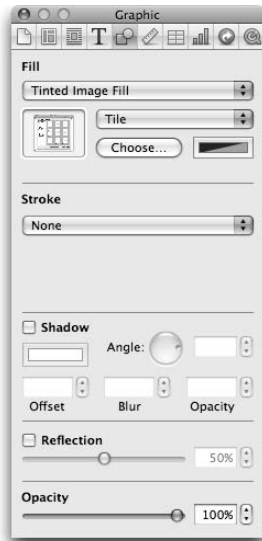 Graphic
T
Fill
Tinted Image Fill
Tile
Choose...
Stroke
None
Shadow
Angle:
Offset Blur Opacity
Reflection
50%
Opacity
100%